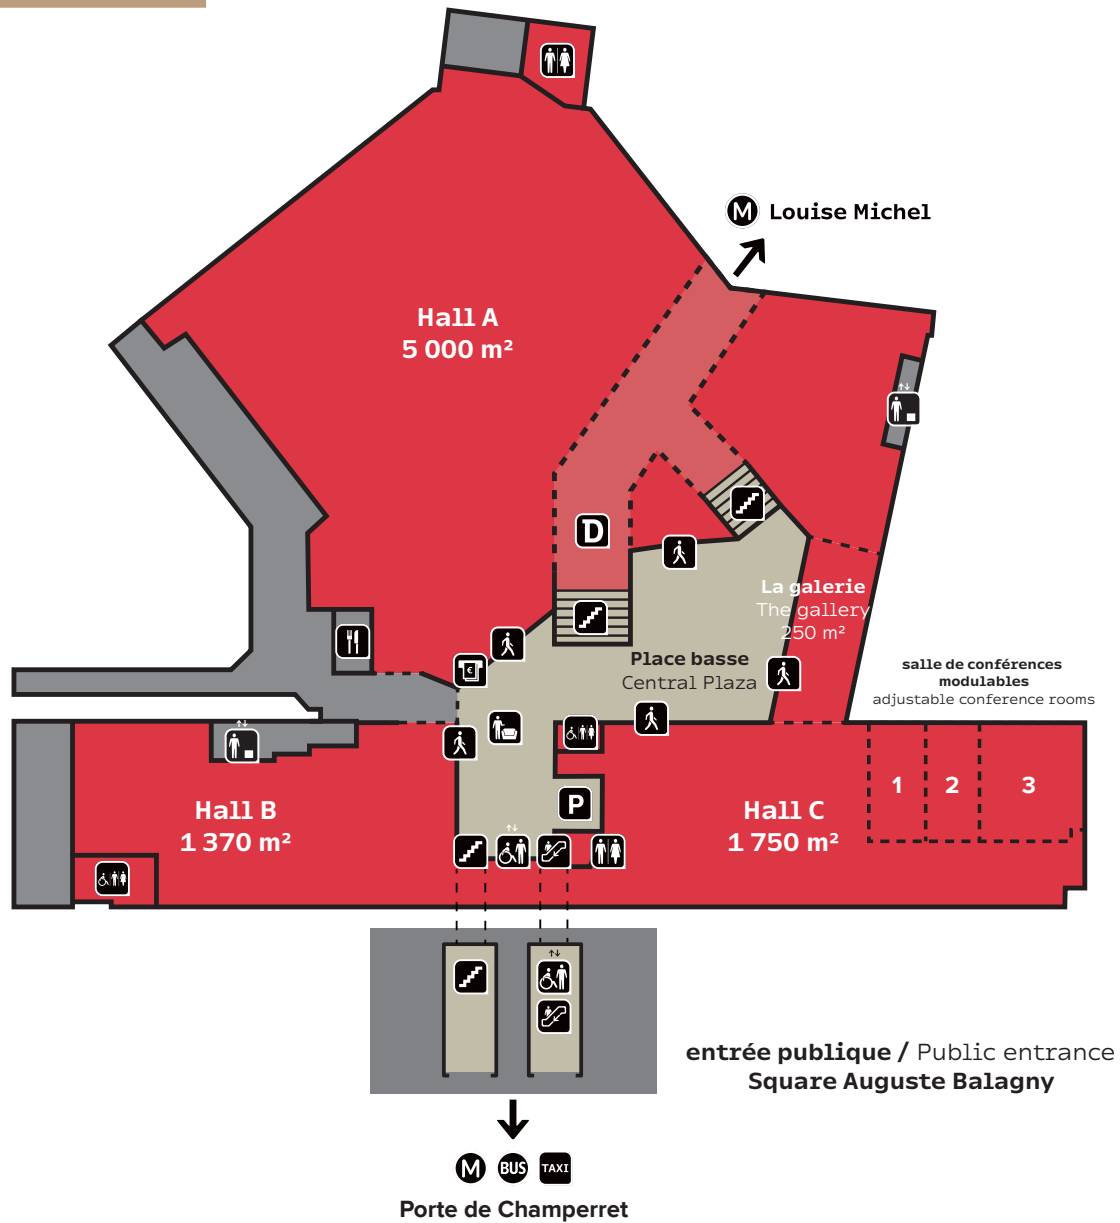 M Louise Michel
Hall A
5 000 m²
D
La galerie
The gallery
250 m²
Place basse
Central Plaza
salle de conférences
modulables
adjustable conference rooms
€
1
2
3
Hall B
1 370 m²
P
Hall C
1 750 m²
entrée publique / Public entrance
Square Auguste Balagny
M BUS TAXI
Porte de Champerret